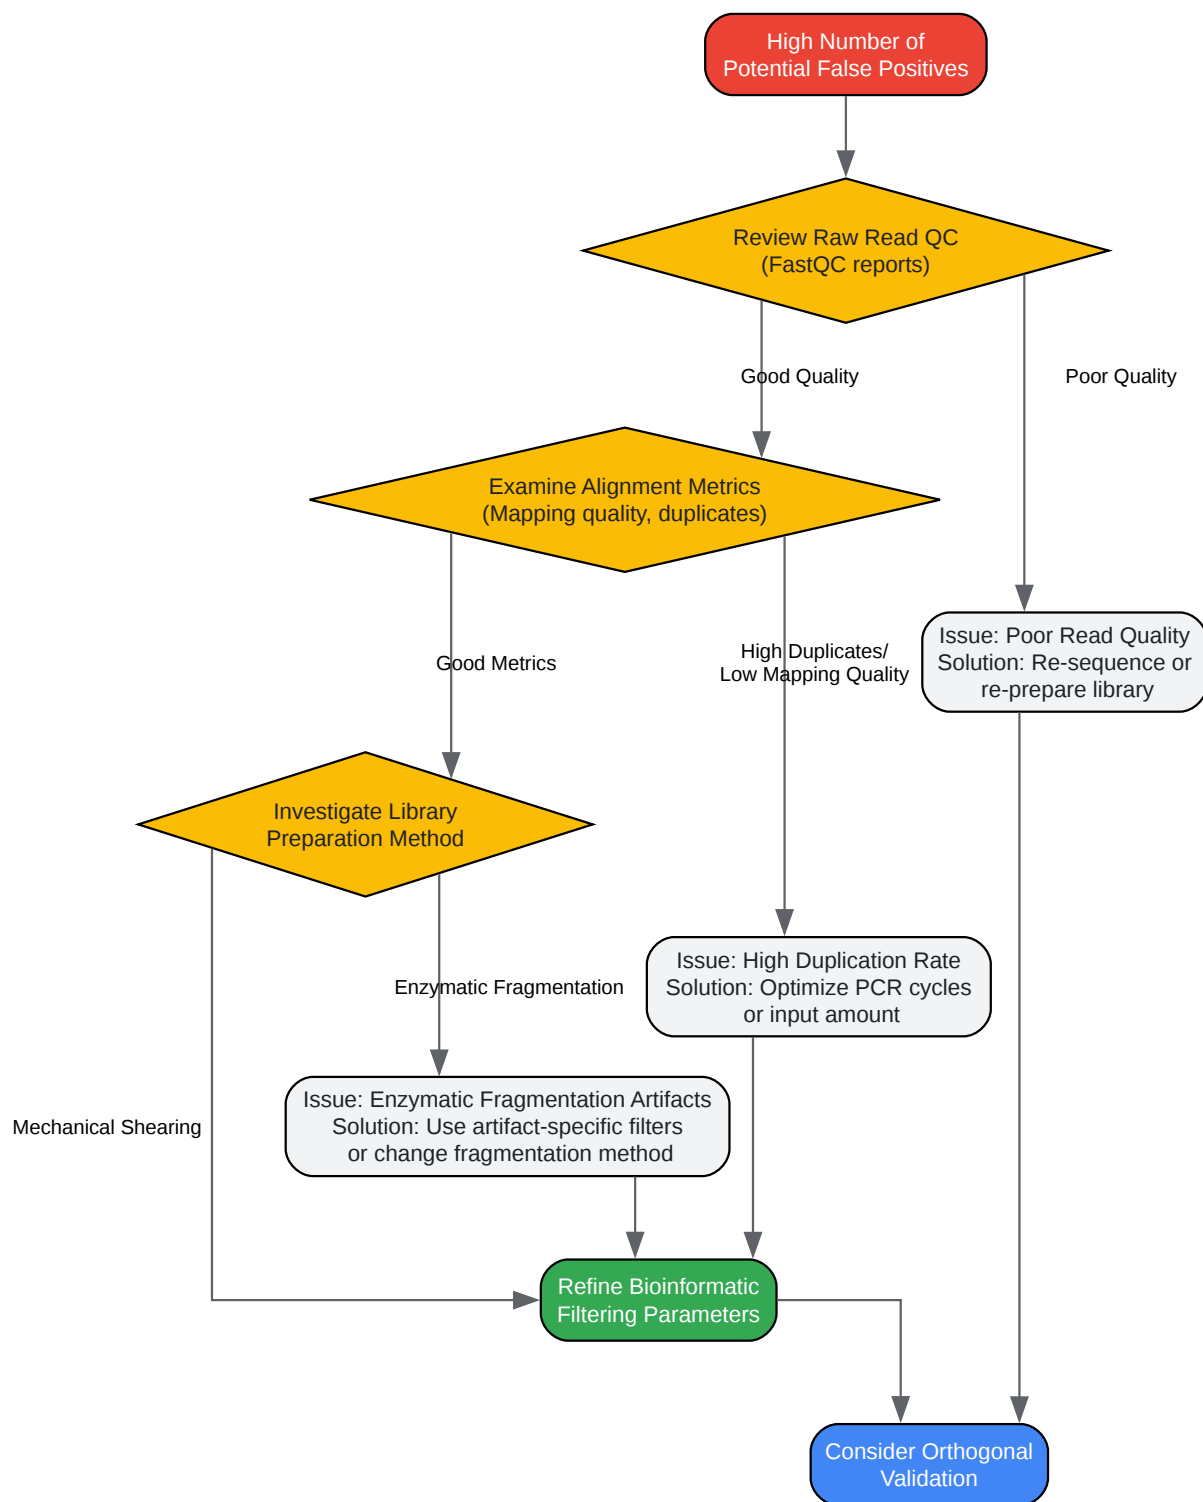 High Number of
Potential False Positives
Review Raw Read QC
(FastQC reports)
Good Quality
Poor Quality
Examine Alignment Metrics
(Mapping quality, duplicates)
Good Metrics
High Duplicates/
Low Mapping Quality
Issue: Poor Read Quality
Solution: Re-sequence or
re-prepare library
Investigate Library
Preparation Method
Enzymatic Fragmentation
Issue: High Duplication Rate
Solution: Optimize PCR cycles
or input amount
Mechanical Shearing
Issue: Enzymatic Fragmentation Artifacts
Solution: Use artifact-specific filters
or change fragmentation method
Refine Bioinformatic
Filtering Parameters
Consider Orthogonal
Validation